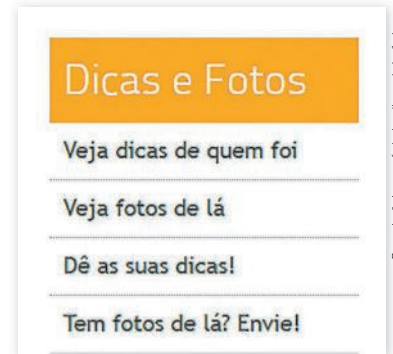 Dicas e Fotos
Veja dicas de quem foi
Veja fotos de lá
Dê as suas dicas!
Tem fotos de lá? Envie!